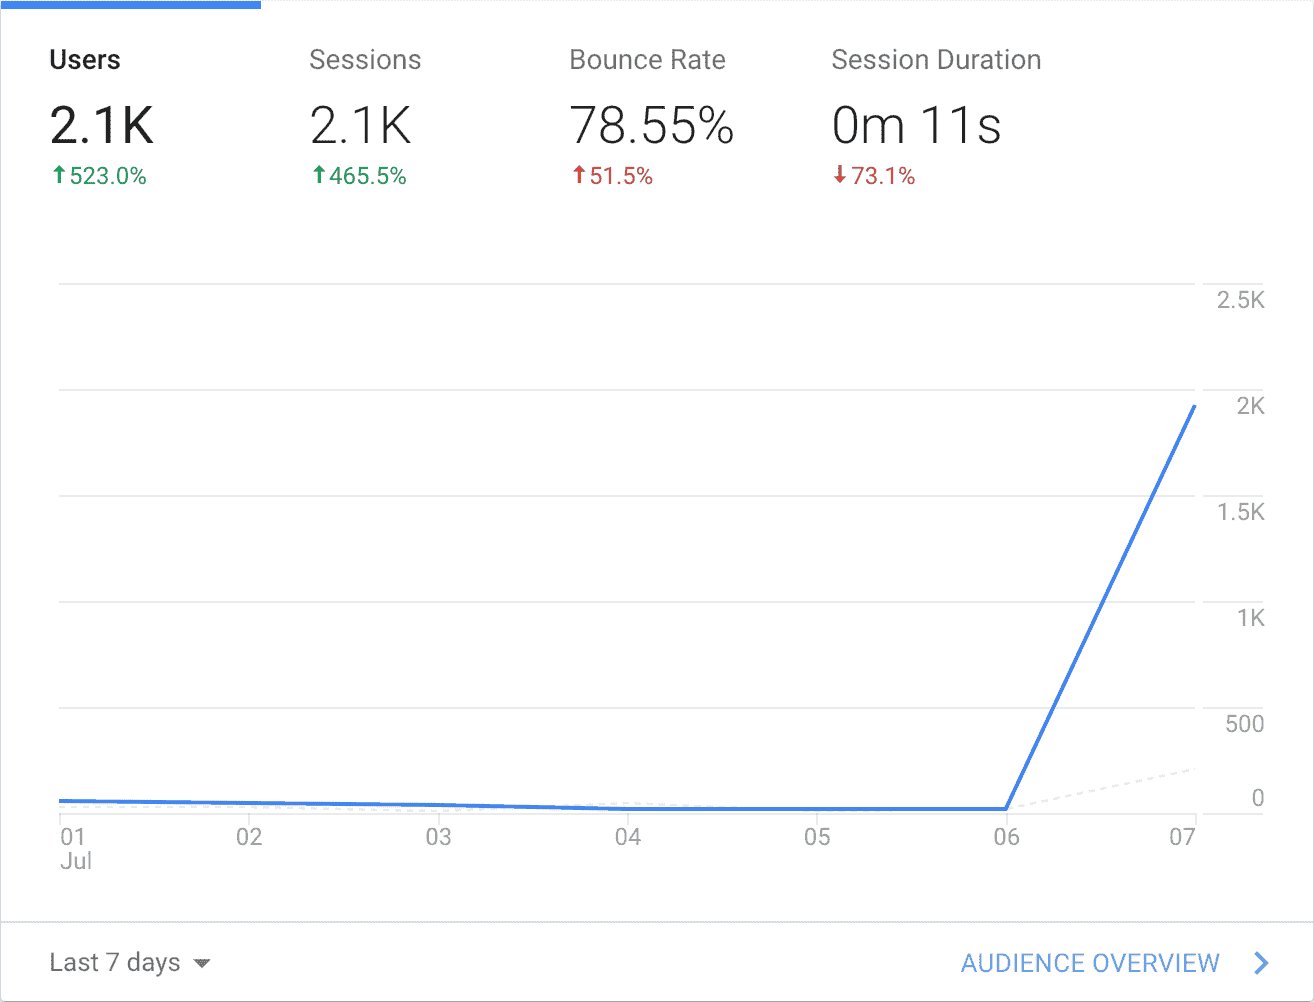 Users Sessions Bounce Rate Session Duration
2.1K 2.1K 78.55% 0m 11s
523.0% 465.5% 51.5% 73.1%
2.5K
2K
1.5K
1K
500
0
01 02 03 04 05 06 07
Jul
Last 7 days AUDIENCE OVERVIEW